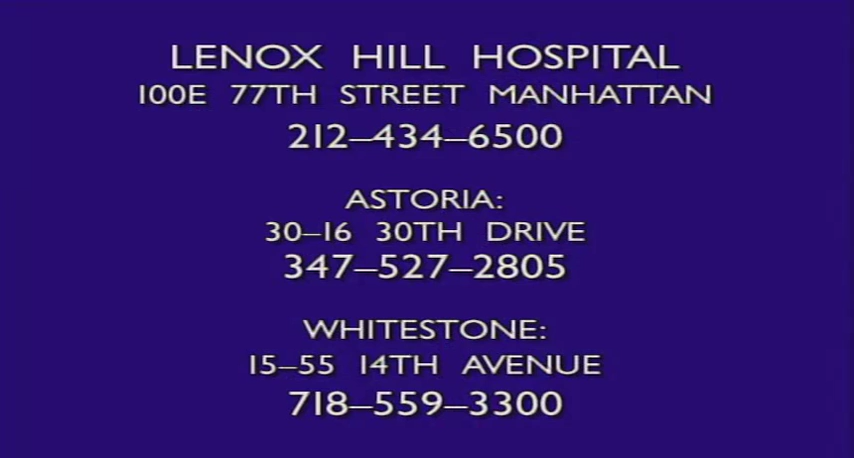 LENOX HILL HOSPITAL
100E 77TH STREET MANHATTAN
212–434–6500
ASTORIA:
30–16 30TH DRIVE
347–527–2805
WHITESTONE:
15–55 14TH AVENUE
718–559–3300